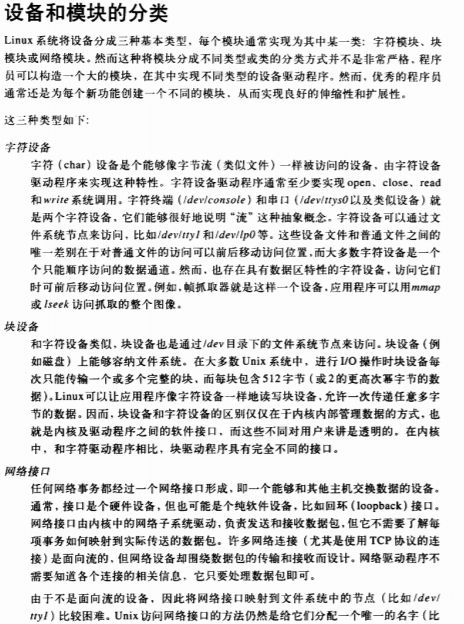 设备和模块的分类
Linux 系统将设备分成三种基本类型，每个模块通常实现为其中某一类：字符模块、块
模块或网络模块。然而这种将模块分成不同类型或类的分类方式并不是非常严格，程序
员可以构造一个大的模块，在其中实现不同类型的设备驱动程序。然而，优秀的程序员
通常还是为每个新功能创建一个不同的模块，从而实现良好的伸缩性和扩展性。
这三种类型如下：
字符设备
字符（char）设备是个能够像字节流（类似文件）一样被访问的设备，由字符设备
驱动程序来实现这种特性。字符设备驱动程序通常至少要实现 open、close、read
和 write 系统调用。字符终端（/dev/console）和串口（/dev/ttys0以及类似设备）就
是两个字符设备，它们能够很好地说明“流”这种抽象概念。字符设备可以通过文
件系统节点来访问，比如/dev/tty1 和 /dev/lp0 等。这些设备文件和普通文件之间的
唯一差别在于对普通文件的访问可以前后移动访问位置，而大多数字符设备是一个
个只能顺序访问的数据通道。然而，也存在具有数据区特性的字符设备，访问它们
时可前后移动访问位置。例如，帧抓取器就是这样一个设备，应用程序可以用mmap
或 lseek 访问抓取的整个图像。
块设备
和字符设备类似，块设备也是通过/dev 目录下的文件系统节点来访问。块设备（例
如磁盘）上能够容纳文件系统。在大多数 Unix 系统中，进行 I/O 操作时块设备每
次只能传输一个或多个完整的块，而每块包含 512 字节（或 2 的更高次幂字节的数
据）。Linux 可以让应用程序像字符设备一样地读写块设备，允许一次传递任意多字
节的数据。因而，块设备和字符设备的区别仅仅在于内核内部管理数据的方式，也
就是内核及驱动程序之间的软件接口，而这些不同对用户来讲是透明的。在内核
中，和字符驱动程序相比，块驱动程序具有完全不同的接口。
网络接口
任何网络事务都经过一个网络接口形成，即一个能够和其他主机交换数据的设备。
通常，接口是个硬件设备，但也可能是个纯软件设备，比如回环（loopback）接口。
网络接口由内核中的网络子系统驱动，负责发送和接收数据包，但它不需要了解每
项事务如何映射到实际传送的数据包。许多网络连接（尤其是使用 TCP 协议的连
接）是面向流的，但网络设备却围绕数据包的传输和接收而设计。网络驱动程序不
需要知道各个连接的相关信息，它只要处理数据包即可。
由于不是面向流的设备，因此将网络接口映射到文件系统中的节点（比如 /dev/
tty1）比较困难。Unix 访问网络接口的方法仍然是给它们分配一个唯一的名字（比